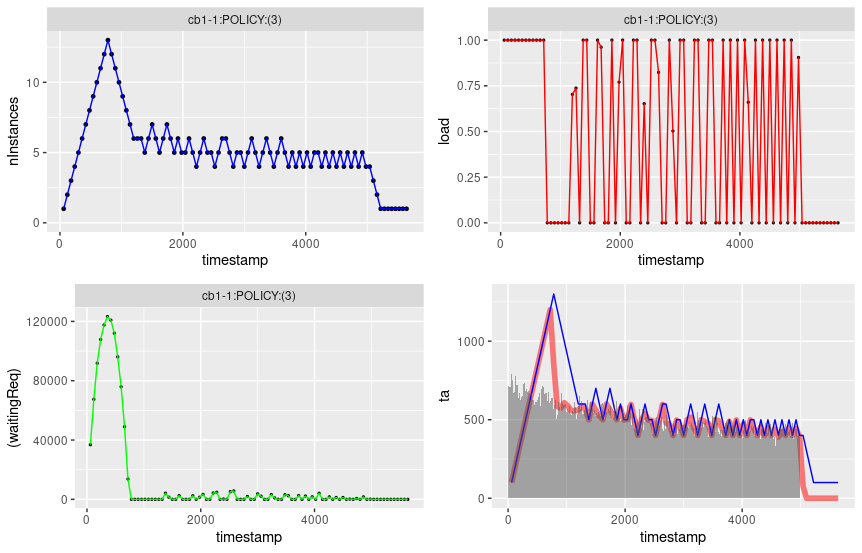 cb1-1:POLICY:(3)
nInstances
10
5
0
0
2000
4000
timestamp
cb1-1:POLICY:(3)
load
1.00
0.75
0.50
0.25
0.00
0
2000
4000
timestamp
cb1-1:POLICY:(3)
(waitingReq)
120000
80000
40000
0
0
2000
4000
timestamp
ta
1000
500
0
0
2000
4000
timestamp